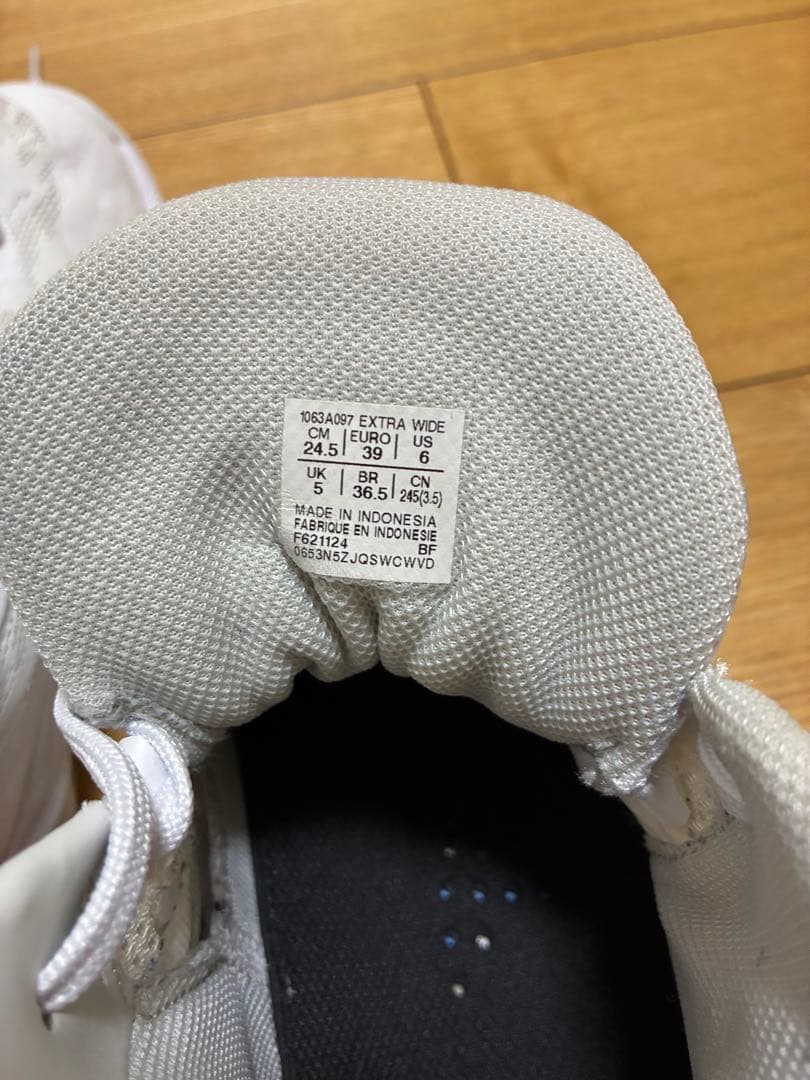 1063A097 EXTRA WIDE
CM | EURO | US
24.5 | 39 | 6
UK | BR | CN
5 | 36.5 | 245(3.5)
MADE IN INDONESIA
FABRIQUE EN INDONESIE
F621124 BF
0653N5ZJQSWCWVD